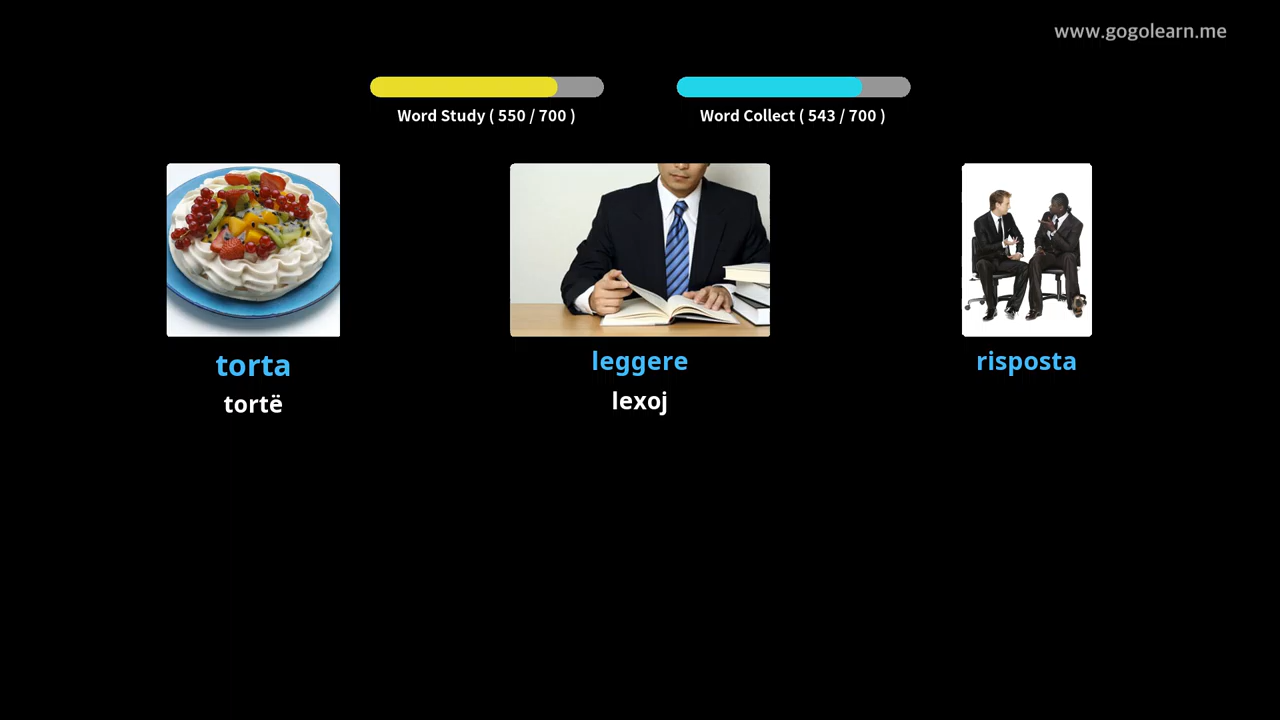 www.gogolearn.me
Word Study ( 550 / 700 )
Word Collect ( 543 / 700 )
torta
leggere
risposta
tortë
lexoj